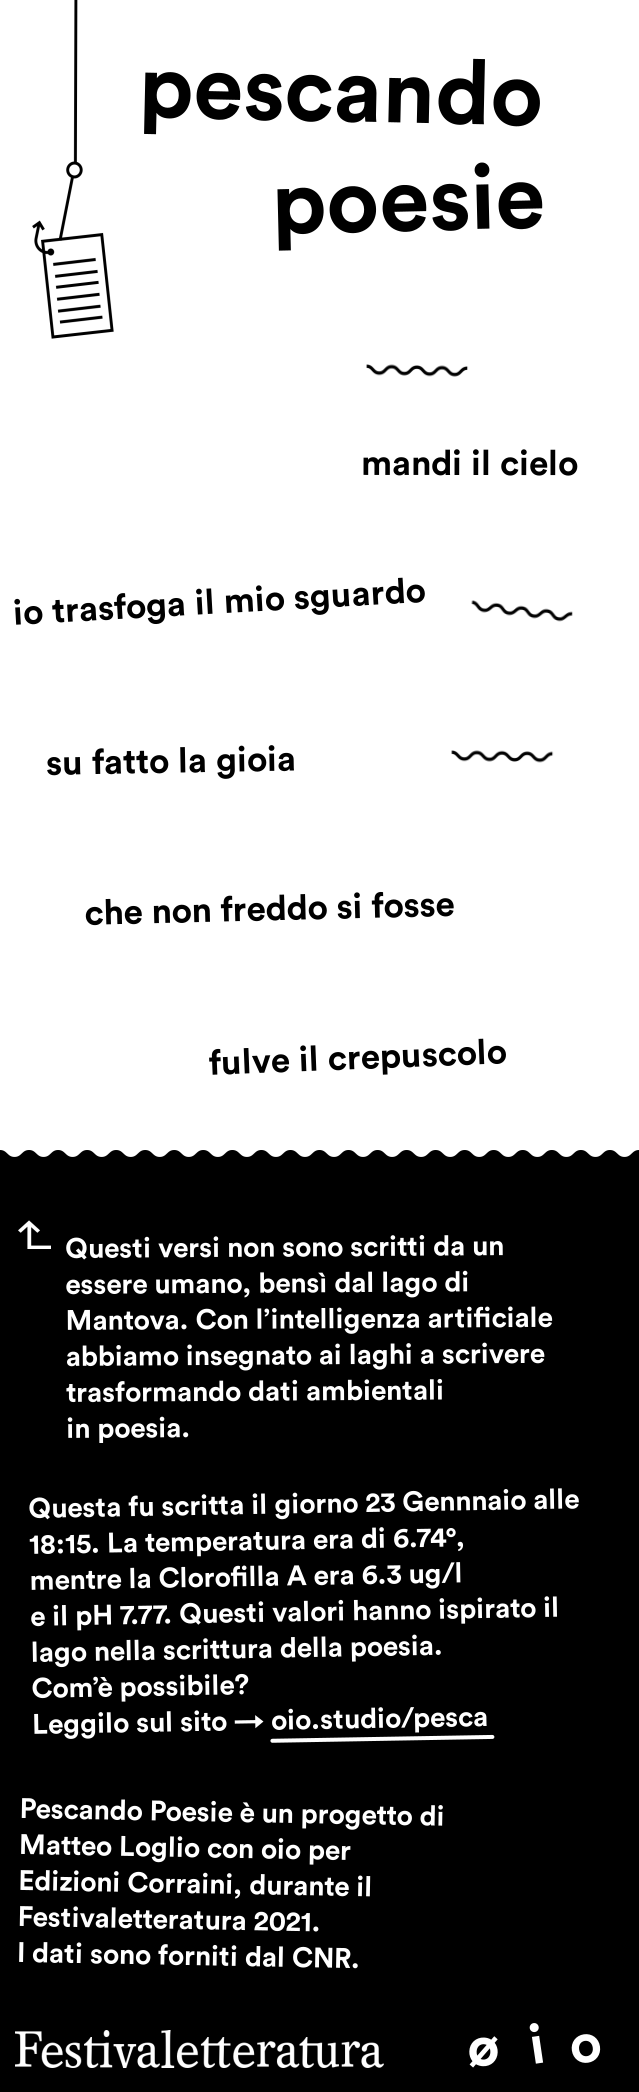 pescando
poesie
mandi il cielo
io trasfoga il mio sguardo
su fatto la gioia
che non freddo si fosse
fulve il crepuscolo
Questi versi non sono scritti da un
essere umano, bensì dal lago di
Mantova. Con l’intelligenza artificiale
abbiamo insegnato ai laghi a scrivere
trasformando dati ambientali
in poesia.
Questa fu scritta il giorno 23 Gennnaio alle
18:15. La temperatura era di 6.74°,
mentre la Clorofilla A era 6.3 ug/l
e il pH 7.77. Questi valori hanno ispirato il
lago nella scrittura della poesia.
Com’è possibile?
Leggilo sul sito → oio.studio/pesca
Pescando Poesie è un progetto di
Matteo Loglio con oio per
Edizioni Corraini, durante il
Festivaletteratura 2021.
I dati sono forniti dal CNR.
Festivaletteratura øio